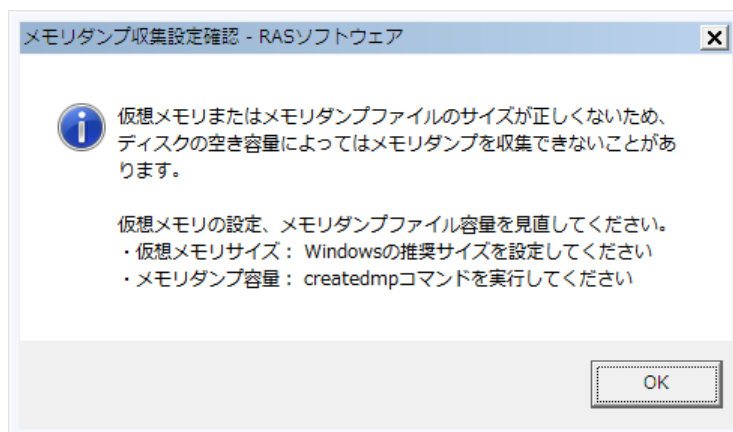 メモリダンプ収集設定確認 - RASソフトウェア
仮想メモリまたはメモリダンプファイルのサイズが正しくないため、
ディスクの空き容量によってはメモリダンプを収集できないことがあ
ります。
仮想メモリの設定、メモリダンプファイル容量を見直してください。
・仮想メモリサイズ： Windowsの推奨サイズを設定してください
・メモリダンプ容量： createdmpコマンドを実行してください
OK